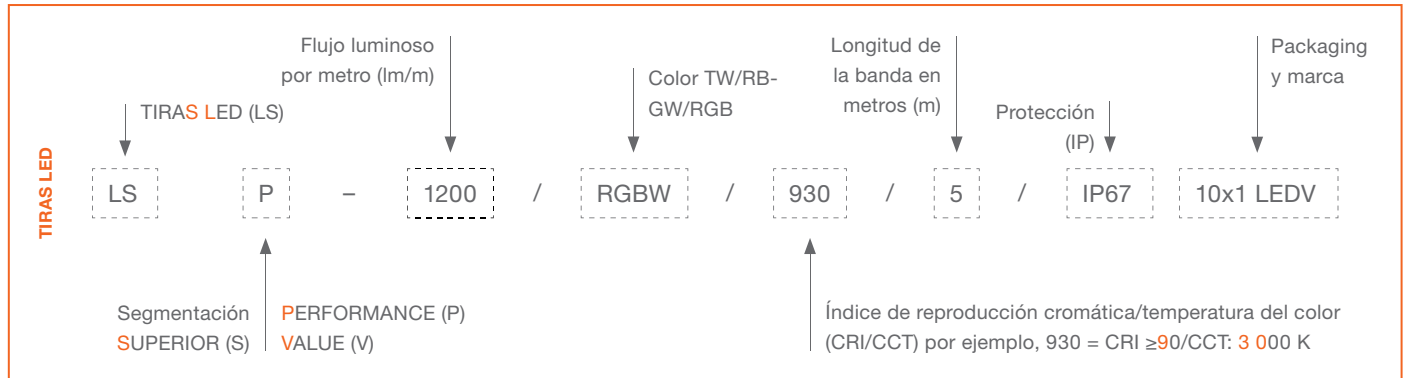 Flujo luminoso
por metro (lm/m)
Color TW/RB-
GW/RGB
Longitud de
la banda en
metros (m)
Packaging
y marca
TIRAS LED (LS)
Protección
(IP)
TIRAS LED
LS P – 1200 / RGBW / 930 / 5 / IP67 10x1 LEDV
Segmentación
SUPERIOR (S)
PERFORMANCE (P)
VALUE (V)
Índice de reproducción cromática/temperatura del color
(CRI/CCT) por ejemplo, 930 = CRI ≥90/CCT: 3 000 K